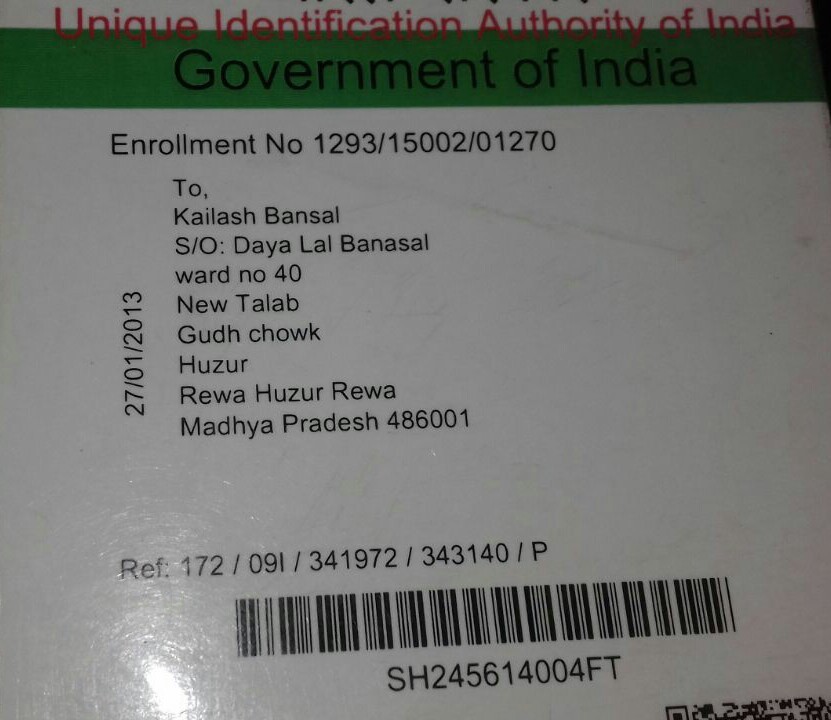 Unique Identification Authority of India
Government of India
Enrollment No 1293/15002/01270
To,
Kailash Bansal
S/O: Daya Lal Banasal
ward no 40
New Talab
Gudh chowk
Huzur
Rewa Huzur Rewa
Madhya Pradesh 486001
27/01/2013
Ref: 172 / 09I / 341972 / 343140 / P
SH245614004FT